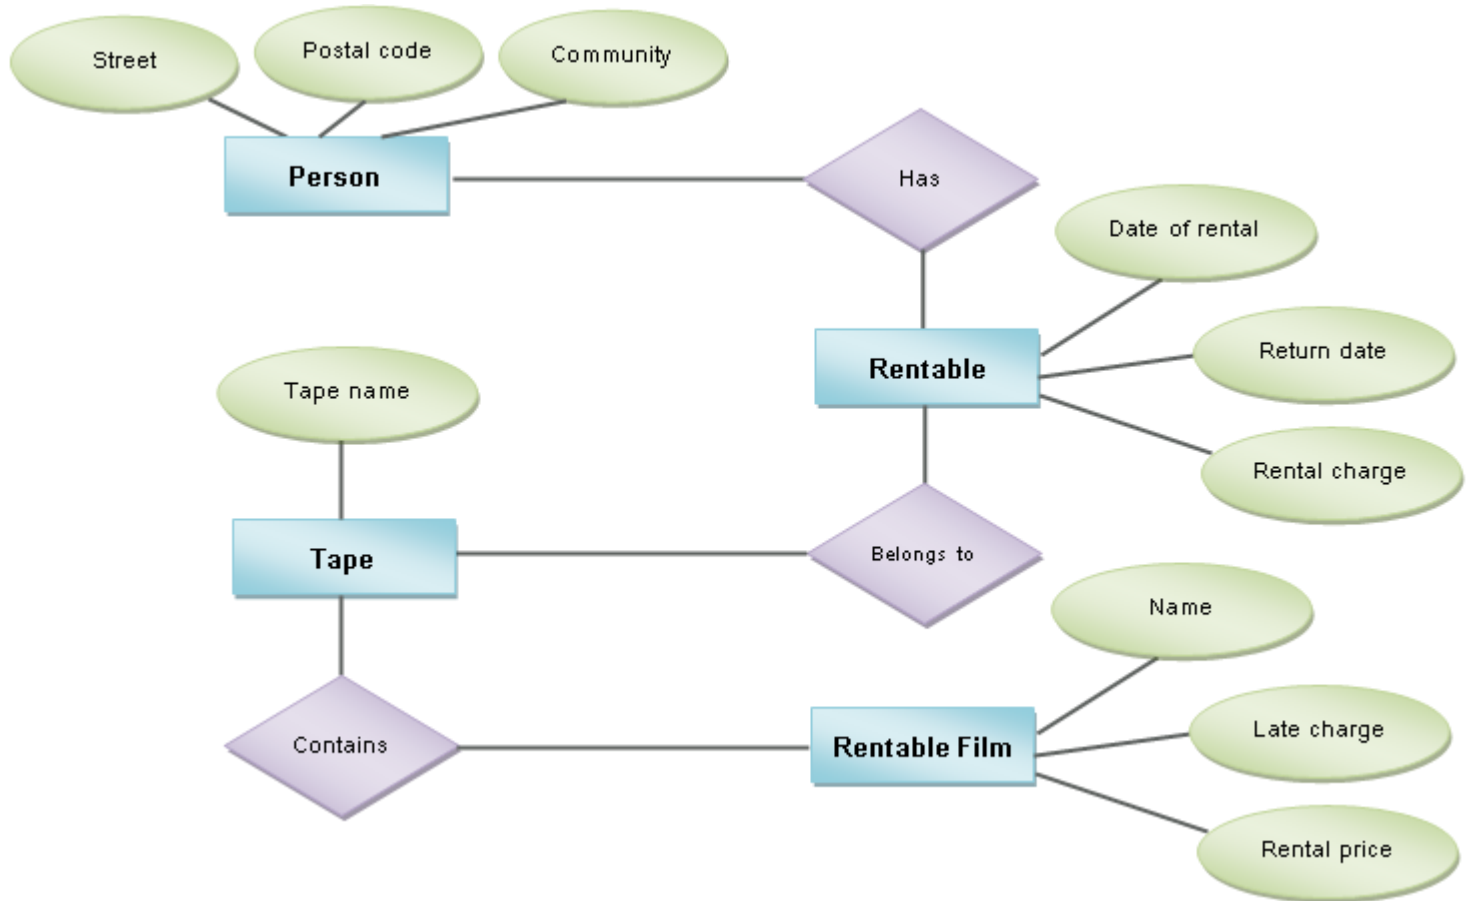 Street
Postal code
Community
Person
Has
Date of rental
Rentable
Return date
Tape name
Rental charge
Tape
Belongs to
Name
Contains
Rentable Film
Late charge
Rental price